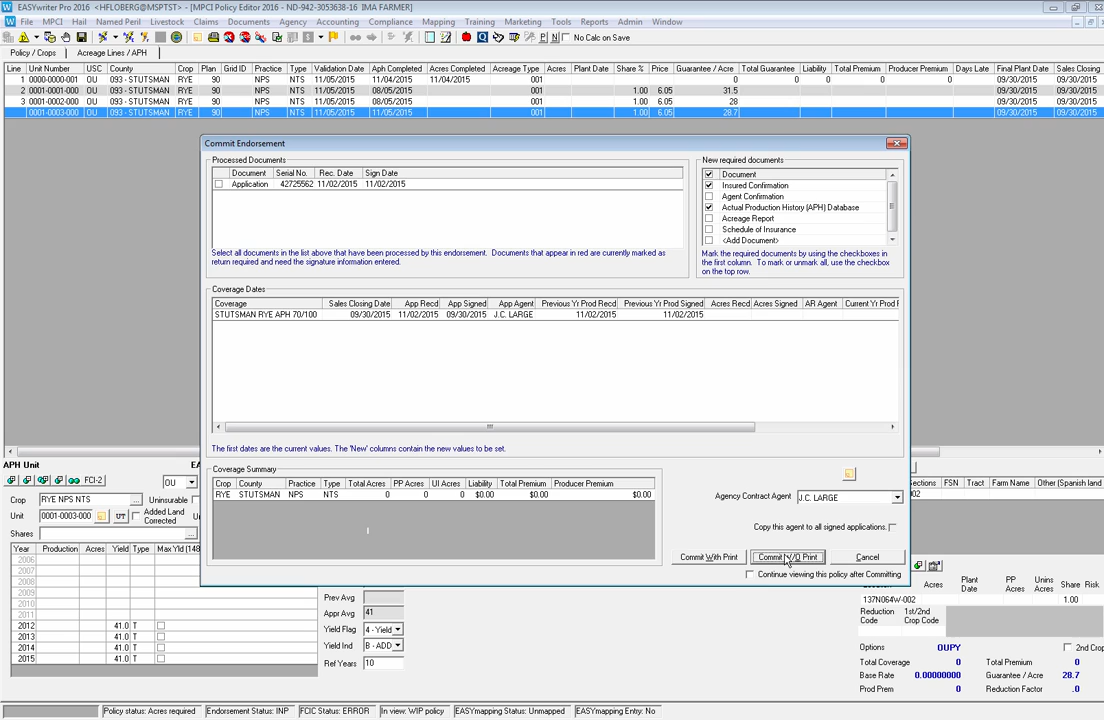 EASYwriter Pro 2016 <HFLOBERG@MSPTST> - [MPCI Policy Editor 2016 - ND-942-3053638-16 IMA FARMER]
File MPCI Hail Named Peril Livestock Claims Documents Agency Accounting Compliance Mapping Training Marketing Tools Reports Admin Window
P N No Calc on Save
Policy / Crops Acreage Lines / APH
Line Unit Number USC County Crop Plan Grid ID Practice Type Validation Date Aph Completed Acres Completed Acreage Type Acres Plant Date Share % Price Guarantee / Acre Total Guarantee Liability Total Premium Producer Premium Days Late Final Plant Date Sales Closing
1 0000-0000-001 OU 093 - STUTSMAN RYE 90 NPS NTS 11/05/2015 11/04/2015 11/04/2015 001 0 0 0 0 0 09/30/2015 09/30/2015
2 0001-0001-000 OU 093 - STUTSMAN RYE 90 NPS NTS 11/05/2015 08/05/2015 001 1.00 6.05 31.5 09/30/2015 09/30/2015
3 0001-0002-000 OU 093 - STUTSMAN RYE 90 NPS NTS 11/05/2015 08/05/2015 001 1.00 6.05 28 09/30/2015 09/30/2015
0001-0003-000 OU 093 - STUTSMAN RYE 90 NPS NTS 11/05/2015 11/05/2015 001 1.00 6.05 28.7 09/30/2015 09/30/2015
Commit Endorsement
Processed Documents
Document Serial No. Rec. Date Sign Date
Application 42725562 11/02/2015 11/02/2015
Select all documents in the list above that have been processed by this endorsement. Documents that appear in red are currently marked as
return required and need the signature information entered.
New required documents
Document
Insured Confirmation
Agent Confirmation
Actual Production History (APH) Database
Acreage Report
Schedule of Insurance
<Add Document>
Mark the required documents by using the checkboxes in
the first column. To mark or unmark all, use the checkbox
on the top row.
Coverage Dates
Coverage Sales Closing Date App Recd App Signed App Agent Previous Yr Prod Recd Previous Yr Prod Signed Acres Recd Acres Signed AR Agent Current Yr Prod F
STUTSMAN RYE APH 70/100 09/30/2015 11/02/2015 09/30/2015 J.C. LARGE 11/02/2015 11/02/2015
The first dates are the current values. The 'New' columns contain the new values to be set.
Coverage Summary
Crop County Practice Type Total Acres PP Acres UI Acres Liability Total Premium Producer Premium
RYE STUTSMAN NPS NTS 0 0 0 $0.00 $0.00 $0.00
Agency Contract Agent J.C. LARGE
Copy this agent to all signed applications.
Commit With Print Commit W/O Print Cancel
Continue viewing this policy after Committing
APH Unit
FCI-2 OU
Crop RYE NPS NTS Uninsurable
Unit 0001-0003-000 UT Added Land
Corrected
Shares
Year Production Acres Yield Type Max Yld (148
2006
2007
2008
2009
2010
2011
2012 41.0 T
2013 41.0 T
2014 41.0 T
2015 41.0 T
Prev Avg
Appr Avg 41
Yield Flag 4 - Yield
Yield Ind B - ADD
Ref Years 10
ections FSN Tract Farm Name Other (Spanish land
002
Acres Plant
Date PP
Acres Unins
Acres Share Risk
137N064W-002 1.00
Reduction
Code 1st/2nd
Crop Code
Options OUPY 2nd Crop
Total Coverage 0 Total Premium 0
Base Rate 0.00000000 Guarantee / Acre 28.7
Prod Prem 0 Reduction Factor .0
Policy status: Acres required Endorsement Status: INP FCIC Status: ERROR In view: WIP policy EASYmapping Status: Unmapped EASYmapping Entry: No